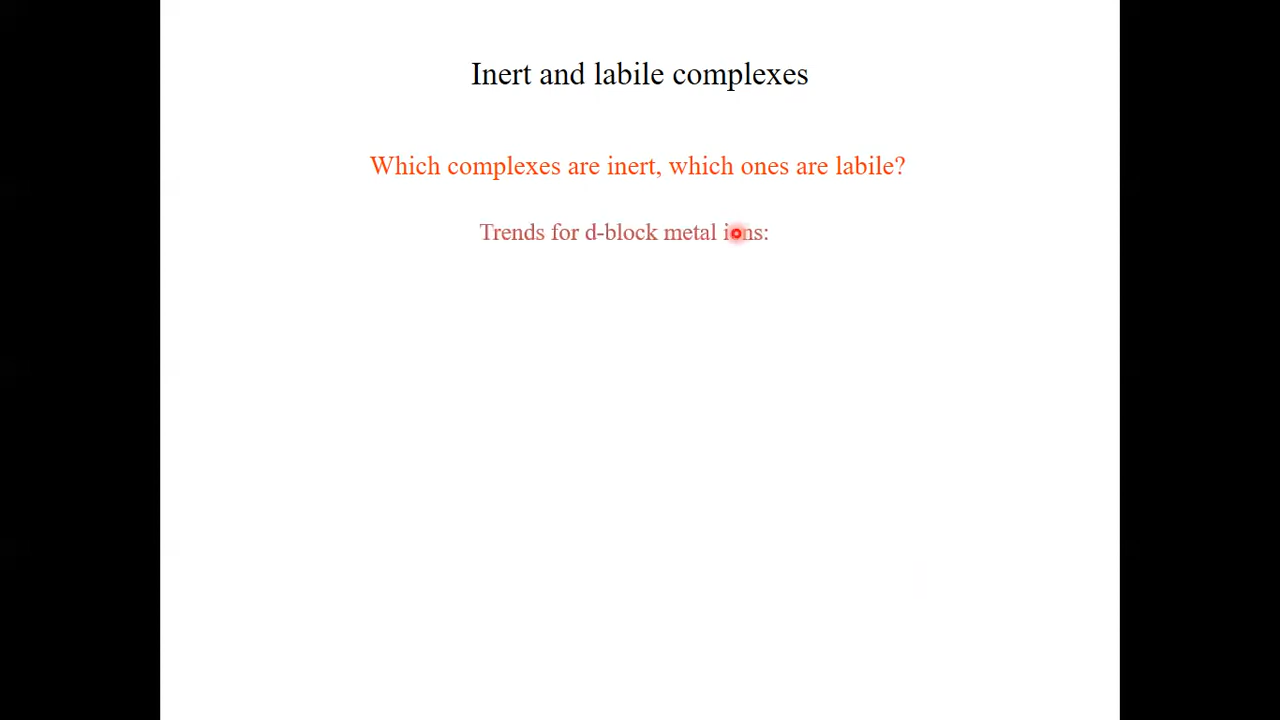 Inert and labile complexes
Which complexes are inert, which ones are labile?
Trends for d-block metal ions: